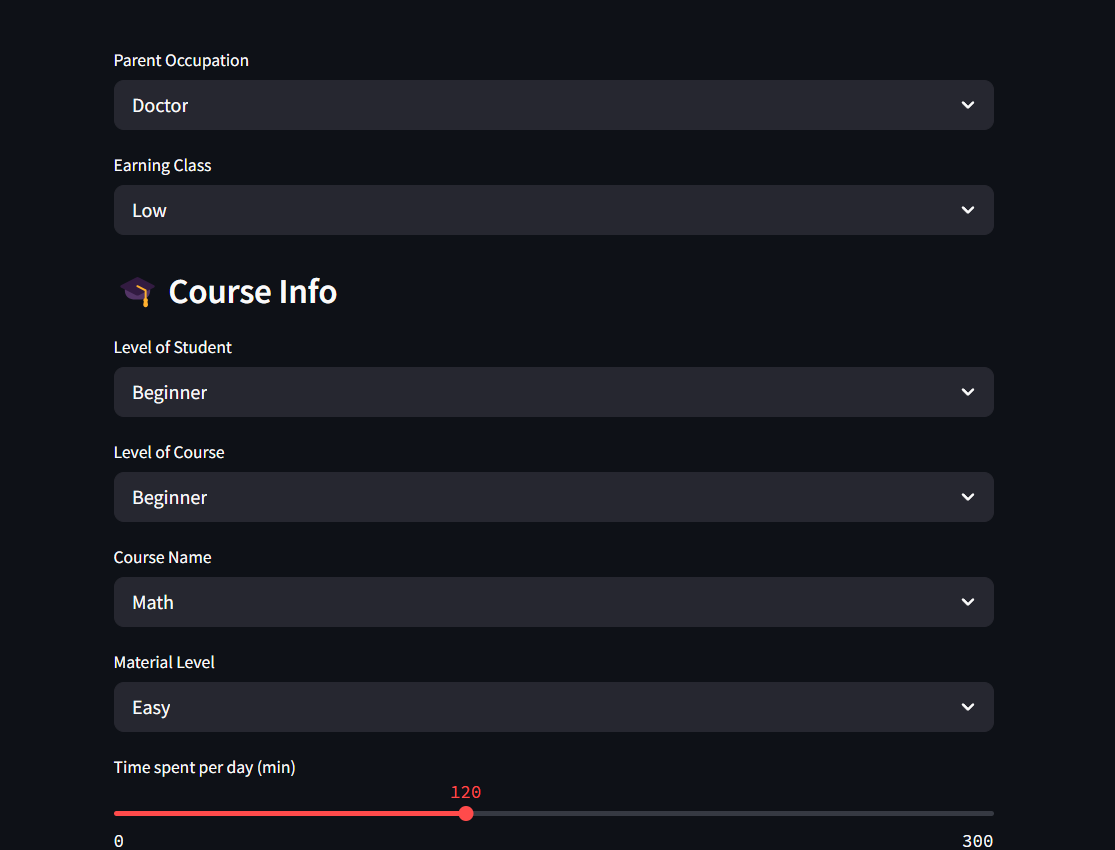 Parent Occupation
Doctor
Earning Class
Low
Course Info
Level of Student
Beginner
Level of Course
Beginner
Course Name
Math
Material Level
Easy
Time spent per day (min)
120
0 300